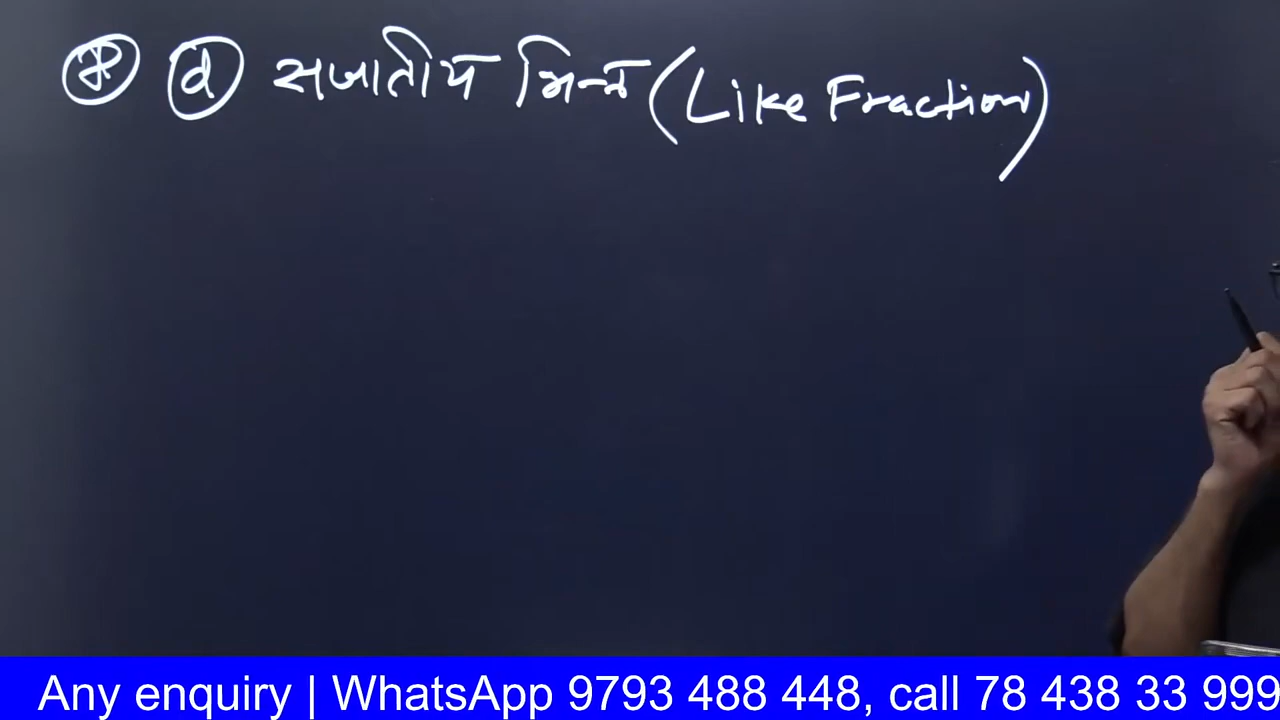 * d सजातीय भिन्न (Like Fraction)
Any enquiry | WhatsApp 9793 488 448, call 78 438 33 999